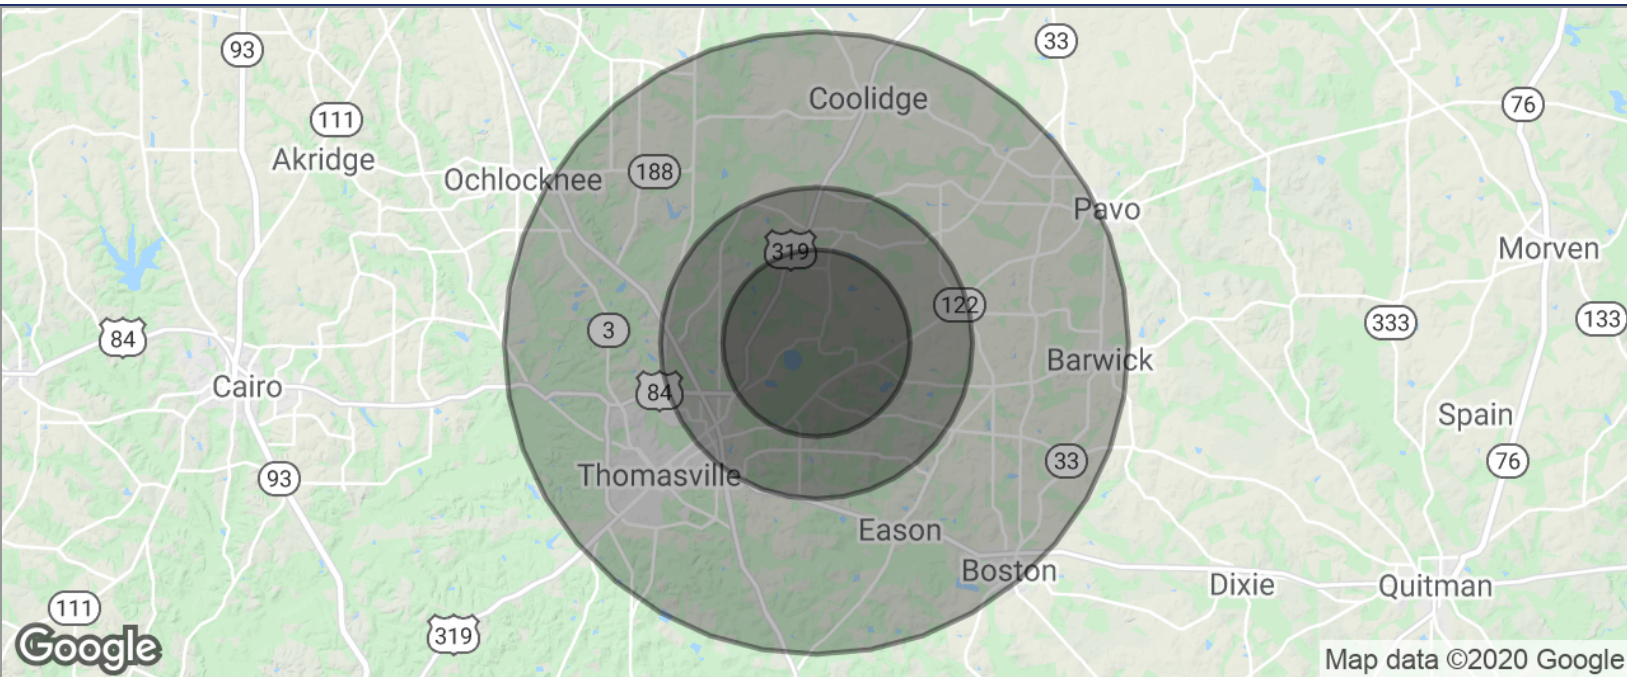 93
33
Coolidge
76
111
Akridge
188
Ochlocknee
Pavo
319
Morven
122
3
333
133
84
Barwick
Cairo
84
Spain
33
76
Thomasville
93
Eason
Boston
Dixie
Quitman
111
319
Google
Map data ©2020 Google